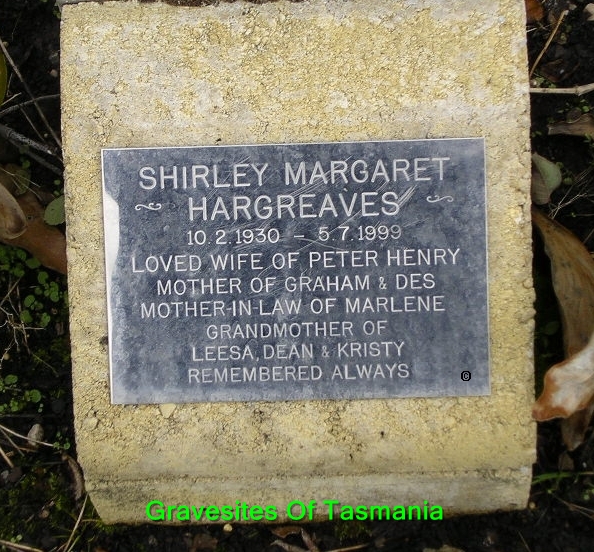 SHIRLEY MARGARET
HARGREAVES
10.2.1930 – 5.7.1999
LOVED WIFE OF PETER HENRY
MOTHER OF GRAHAM & DES
MOTHER-IN-LAW OF MARLENE
GRANDMOTHER OF
LEESA, DEAN & KRISTY
REMEMBERED ALWAYS
©
Gravesites Of Tasmania